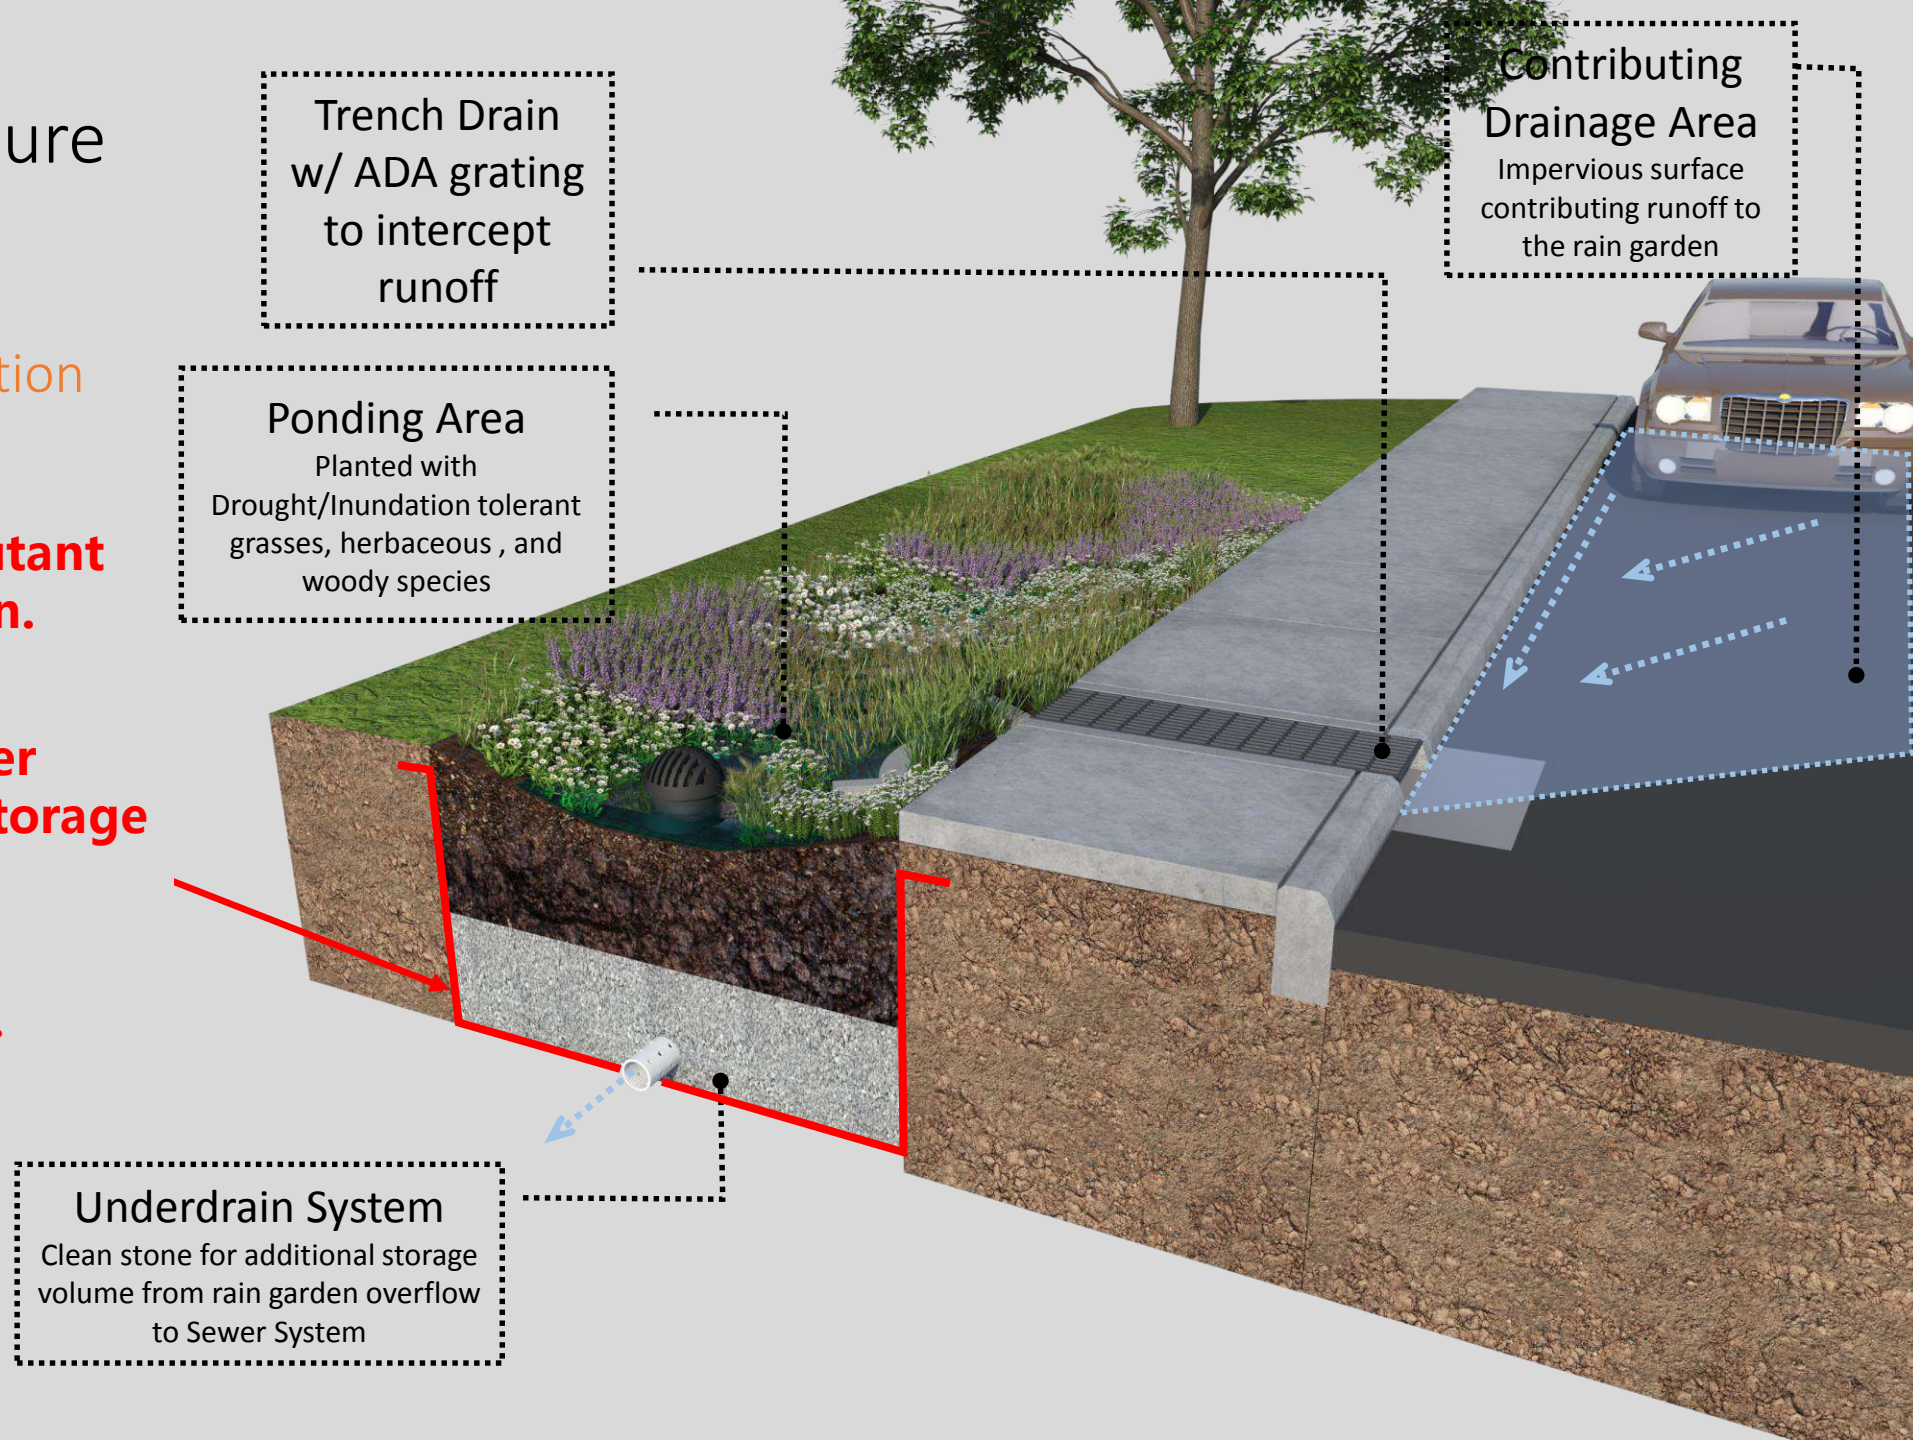 ure
tion
utant
n.
er
torage
.
Trench Drain
w/ ADA grating
to intercept
runoff
Ponding Area
Planted with
Drought/Inundation tolerant
grasses, herbaceous , and
woody species
Contributing
Drainage Area
Impervious surface
contributing runoff to
the rain garden
Underdrain System
Clean stone for additional storage
volume from rain garden overflow
to Sewer System